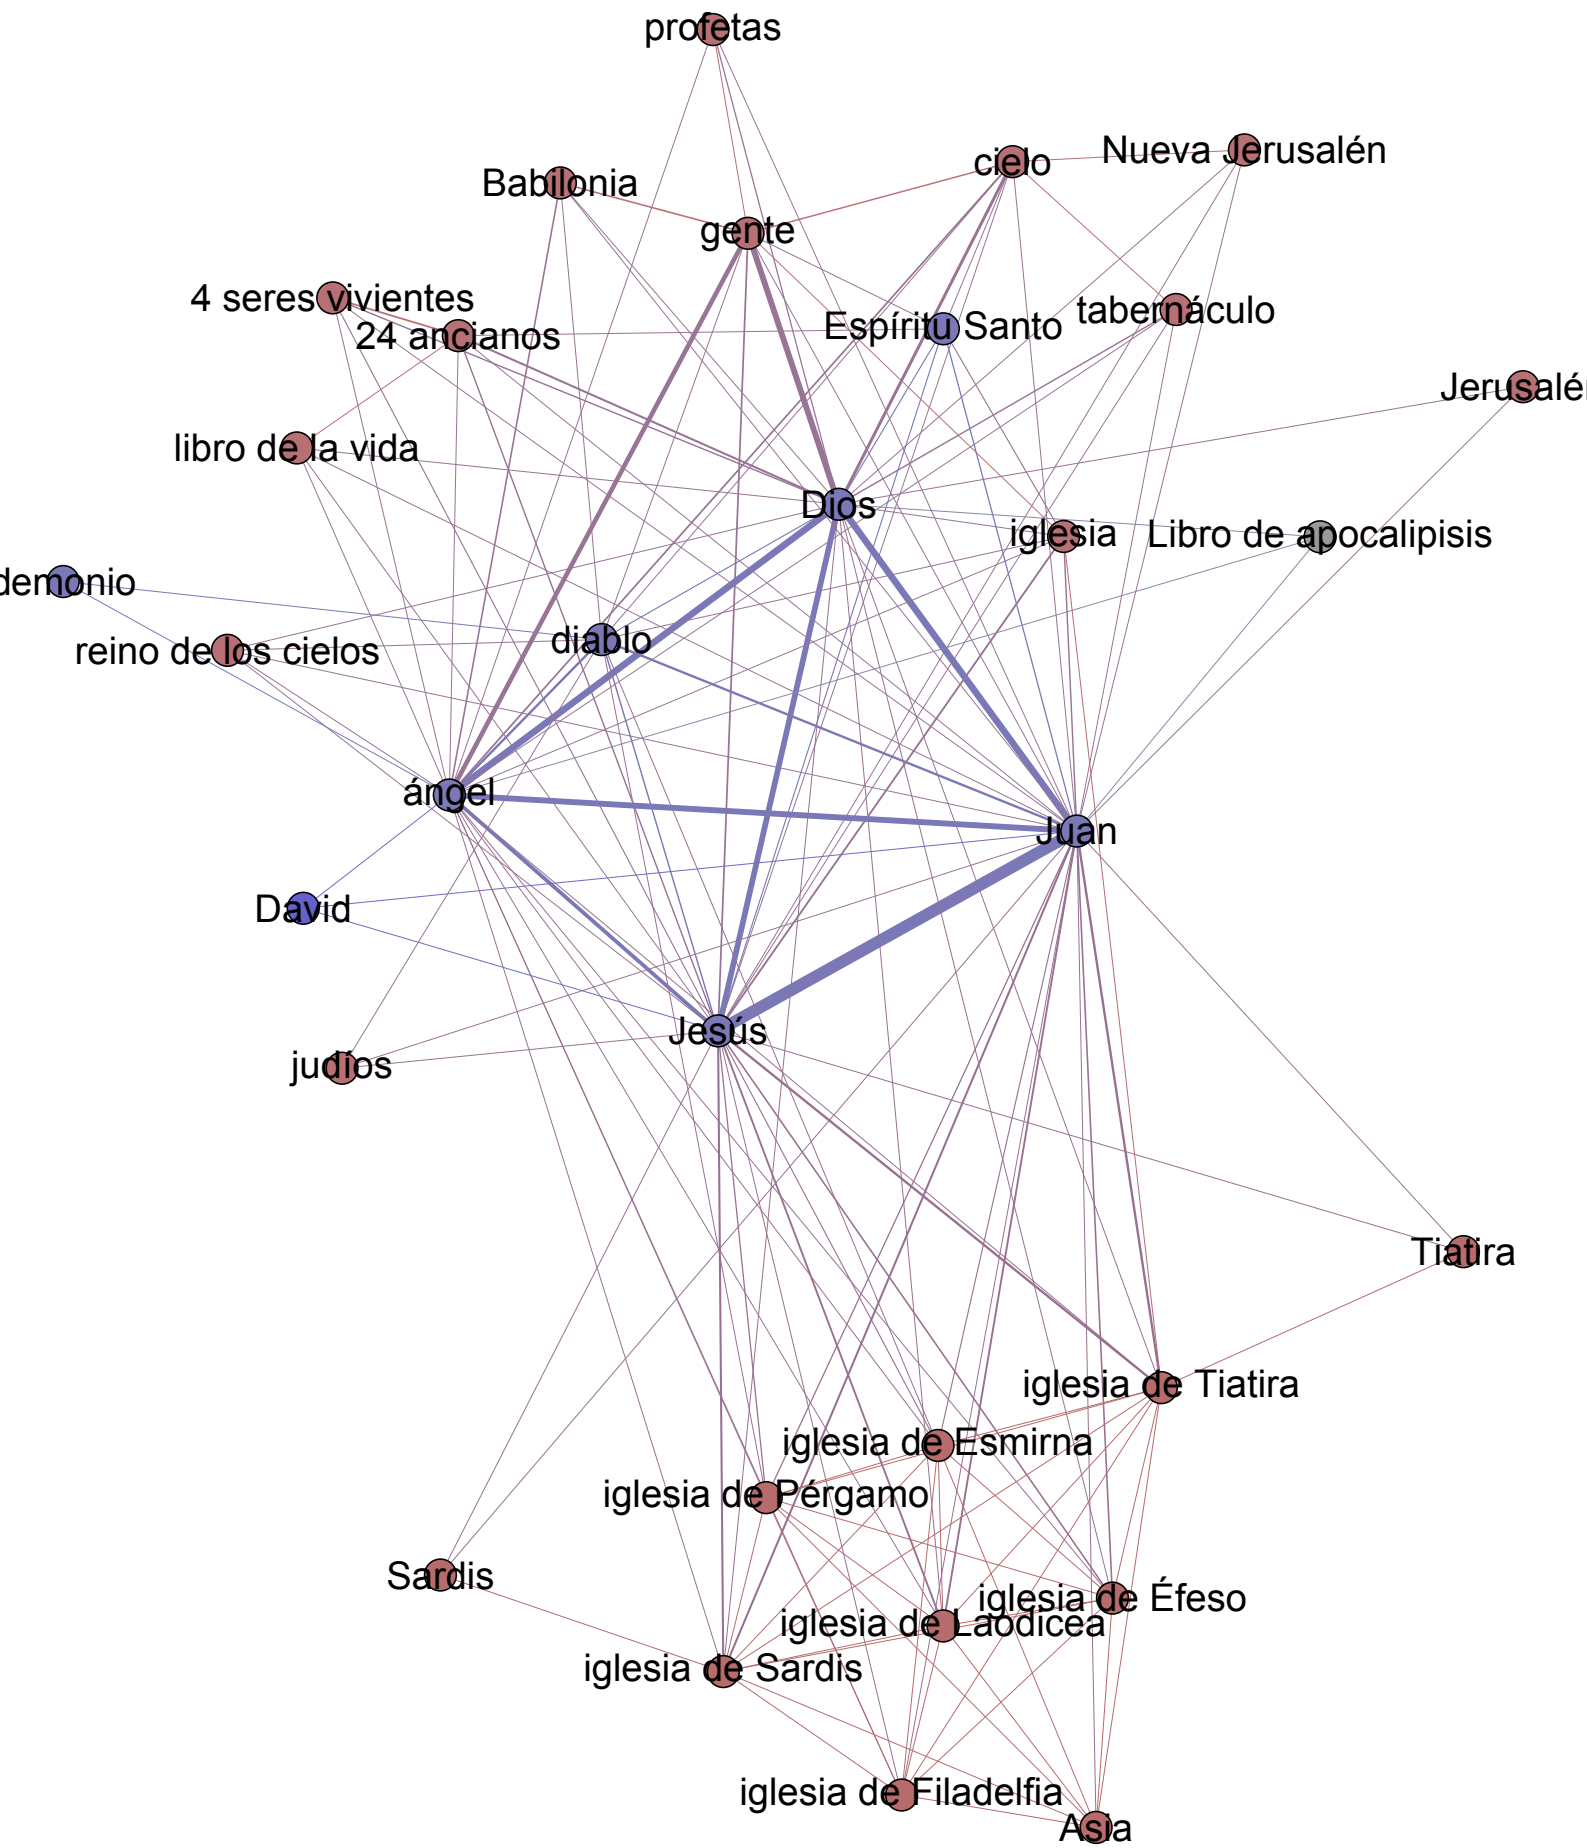 profetas
cielo
Nueva Jerusalén
Babilonia
gente
4 seres vivientes
tabernáculo
Espíritu Santo
24 ancianos
Jerusalé
libro de la vida
Dios
iglesia
Libro de apocalipisis
demonio
diablo
reino de los cielos
ángel
Juan
David
Jesús
judíos
Tiatira
iglesia de Tiatira
iglesia de Esmirna
iglesia de Pérgamo
Sardis
iglesia de Éfeso
iglesia de Laodicea
iglesia de Sardis
iglesia de Filadelfia
Asia